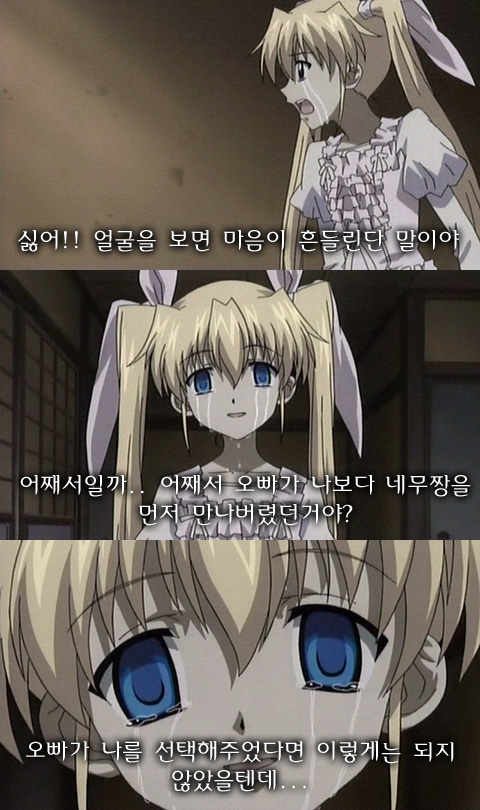 싫어!! 얼굴을 보면 마음이 흔들린단 말이야
어째서일까.. 어째서 오빠가 나보다 네무짱을
먼저 만나버렸던거야?
오빠가 나를 선택해주었다면 이렇게는 되지
않았을텐데...